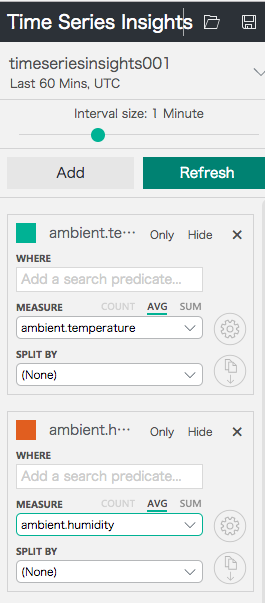 Time Series Insights
timeseriesinsights001
Last 60 Mins, UTC
Interval size: 1 Minute
Add Refresh
ambient.te··· Only Hide ×
WHERE
Add a search predicate...
MEASURE COUNT AVG SUM
ambient.temperature
SPLIT BY
(None)
ambient.h··· Only Hide ×
WHERE
Add a search predicate...
MEASURE COUNT AVG SUM
ambient.humidity
SPLIT BY
(None)